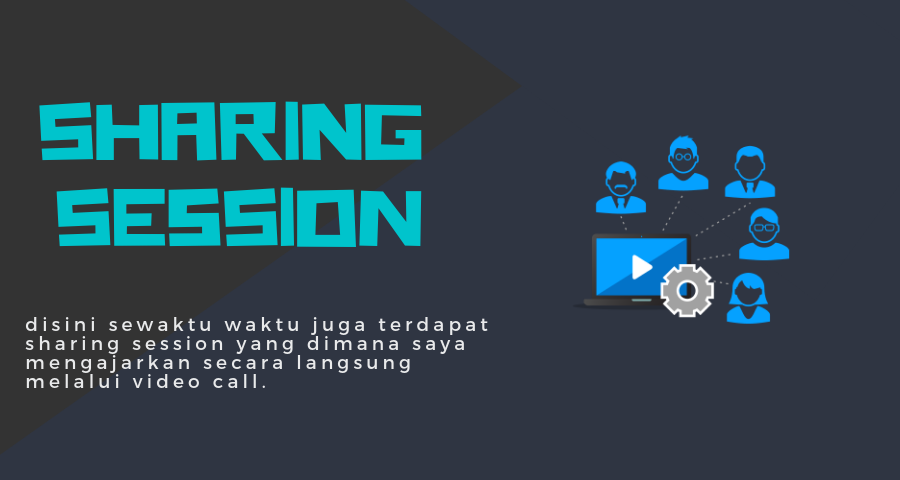 SHARING
SESSION
disini sewaktu waktu juga terdapat
sharing session yang dimana saya
mengajarkan secara langsung
melalui video call.